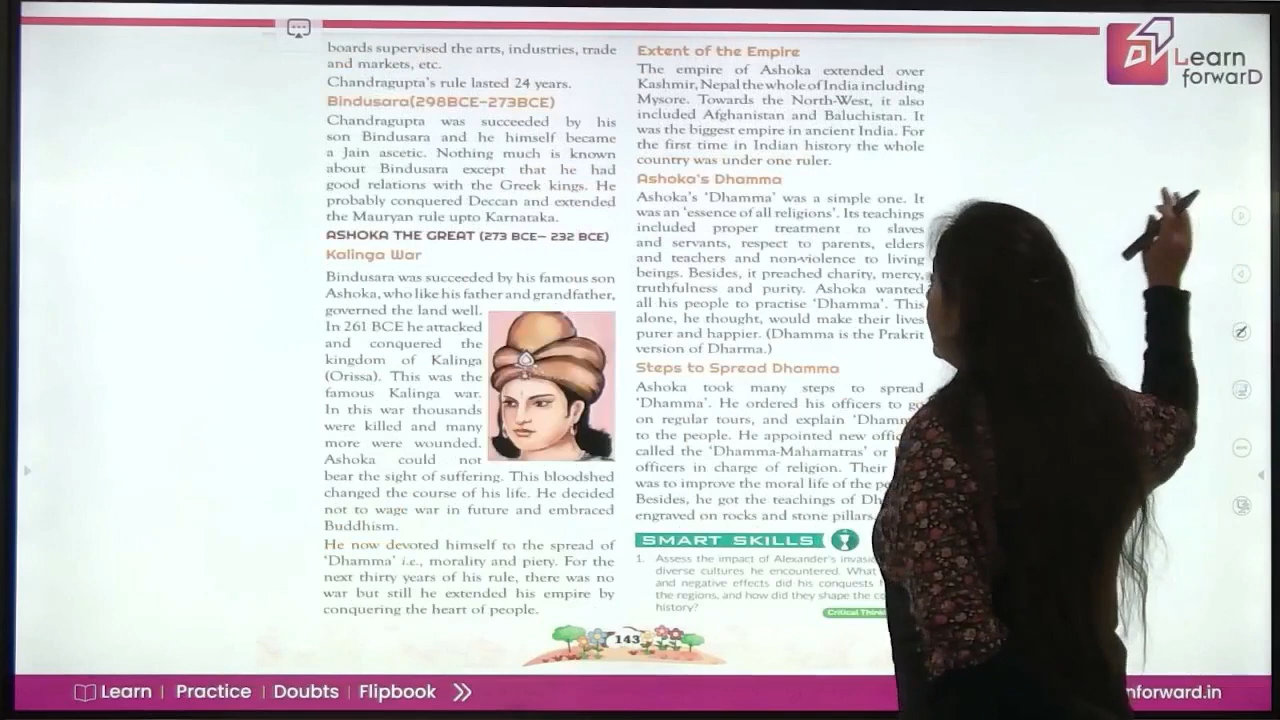 boards supervised the arts, industries, trade
and markets, etc.
Chandragupta's rule lasted 24 years.
Bindusara(298BCE–273BCE)
Chandragupta was succeeded by his
son Bindusara and he himself became
a Jain ascetic. Nothing much is known
about Bindusara except that he had
good relations with the Greek kings. He
probably conquered Deccan and extended
the Mauryan rule upto Karnataka.
ASHOKA THE GREAT (273 BCE– 232 BCE)
Kalinga War
Bindusara was succeeded by his famous son
Ashoka, who like his father and grandfather,
governed the land well.
In 261 BCE he attacked
and conquered the
kingdom of Kalinga
(Orissa). This was the
famous Kalinga war.
In this war thousands
were killed and many
more were wounded.
Ashoka could not
bear the sight of suffering. This bloodshed
changed the course of his life. He decided
not to wage war in future and embraced
Buddhism.
He now devoted himself to the spread of
'Dhamma' i.e., morality and piety. For the
next thirty years of his rule, there was no
war but still he extended his empire by
conquering the heart of people.
Extent of the Empire
The empire of Ashoka extended over
Kashmir, Nepal the whole of India including
Mysore. Towards the North-West, it also
included Afghanistan and Baluchistan. It
was the biggest empire in ancient India. For
the first time in Indian history the whole
country was under one ruler.
Ashoka's Dhamma
Ashoka's 'Dhamma' was a simple one. It
was an 'essence of all religions'. Its teachings
included proper treatment to slaves
and servants, respect to parents, elders
and teachers and non-violence to living
beings. Besides, it preached charity, mercy,
truthfulness and purity. Ashoka wanted
all his people to practise 'Dhamma'. This
alone, he thought, would make their lives
purer and happier. (Dhamma is the Prakrit
version of Dharma.)
Steps to Spread Dhamma
Ashoka took many steps to spread
'Dhamma'. He ordered his officers to go
on regular tours, and explain
to the people. He appointed new
called the 'Dhamma-Mahamatras' or
officers in charge of religion. Their
was to improve the moral life of the
Besides, he got the teachings of
engraved on rocks and stone pillars.
SMART SKILLS
1. Assess the impact of Alexander's
diverse cultures he encountered. What
and negative effects did his conquests
the regions, and how did they shape the
history?
Critical
143
Learn
forwarD
Learn | Practice | Doubts | Flipbook
nforward.in